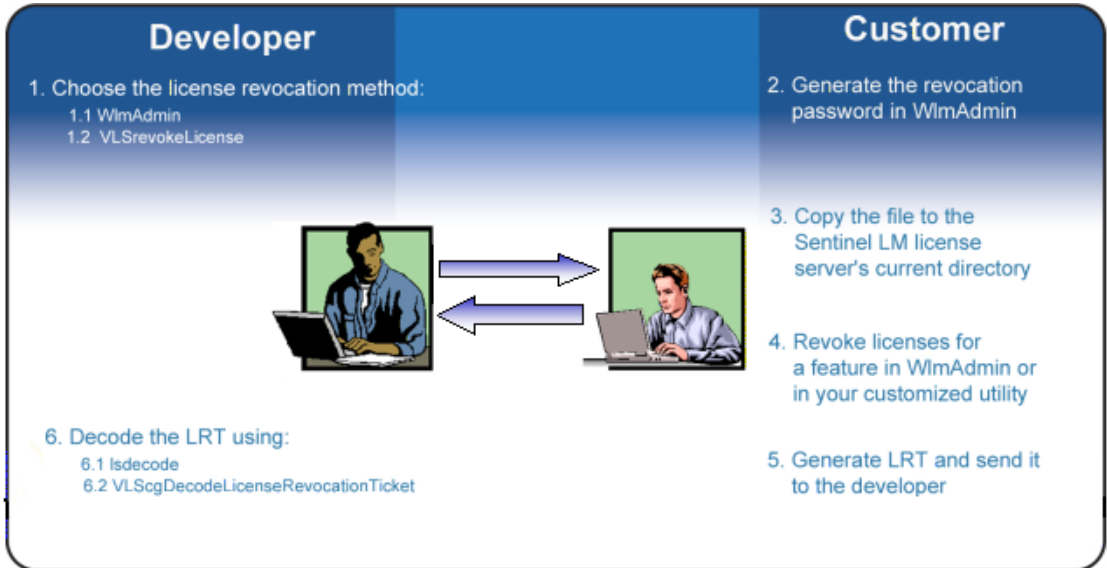 Developer
1. Choose the license revocation method:
1.1 WlmAdmin
1.2 VLSrevokeLicense
Customer
2. Generate the revocation
password in WlmAdmin
3. Copy the file to the
Sentinel LM license
server's current directory
4. Revoke licenses for
a feature in WlmAdmin or
in your customized utility
5. Generate LRT and send it
to the developer
6. Decode the LRT using:
6.1 lsdecode
6.2 VLScgDecodeLicenseRevocationTicket